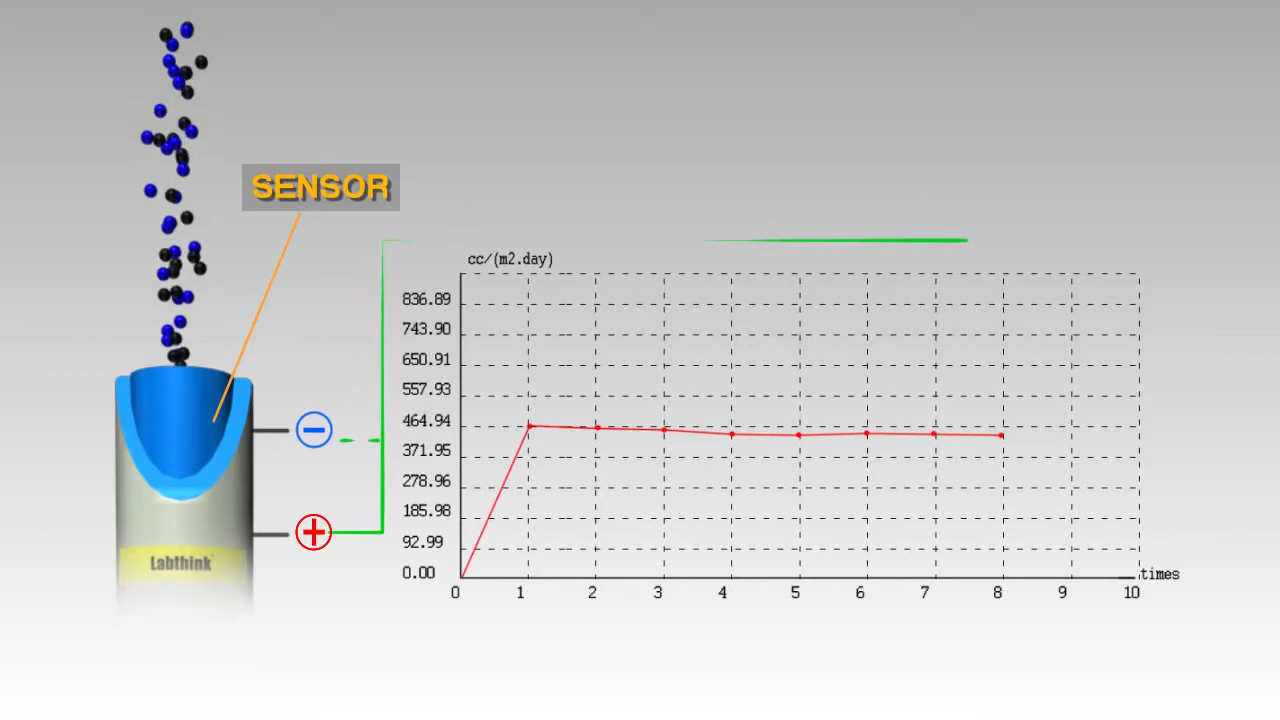 SENSOR
cc/(m2.day)
836.89
743.90
650.91
557.93
464.94
371.95
278.96
185.98
92.99
0.00
0 1 2 3 4 5 6 7 8 9 10 times
Labthink